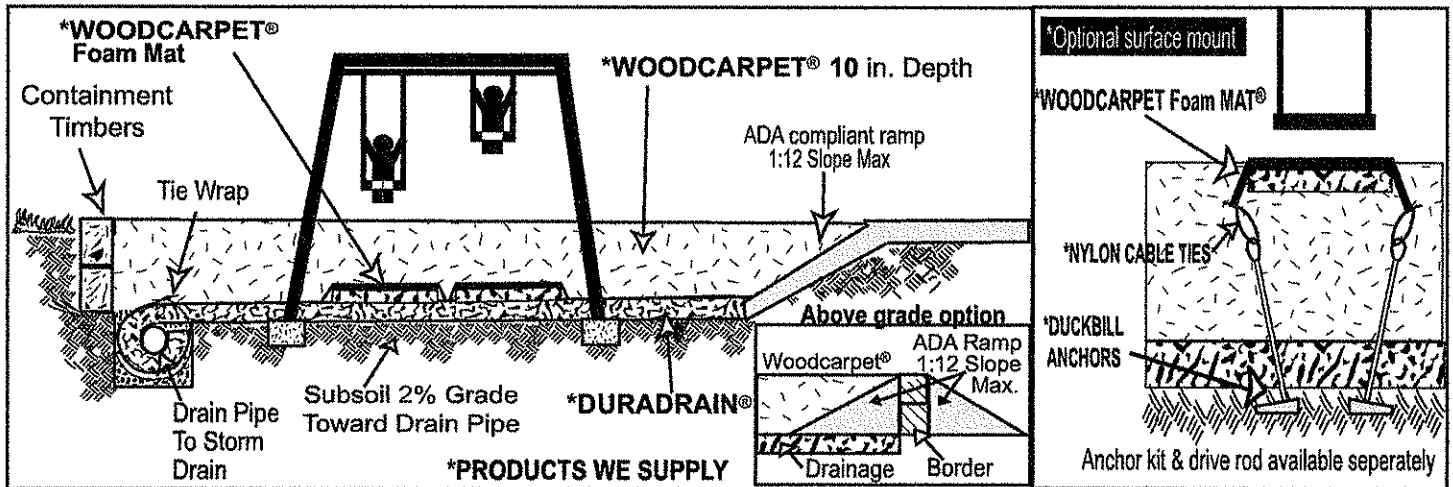 *WOODCARPET®
Foam Mat
Containment
Timbers
Tie Wrap
*WOODCARPET® 10 in. Depth
ADA compliant ramp
1:12 Slope Max
Drain Pipe
To Storm
Drain
Subsoil 2% Grade
Toward Drain Pipe
*DURADRAIN®
*PRODUCTS WE SUPPLY
Above grade option
Woodcarpet®
ADA Ramp
1:12 Slope
Max.
Drainage
Border
*Optional surface mount
*WOODCARPET Foam MAT®
*NYLON CABLE TIES
*DUCKBILL
ANCHORS
Anchor kit & drive rod available seperately